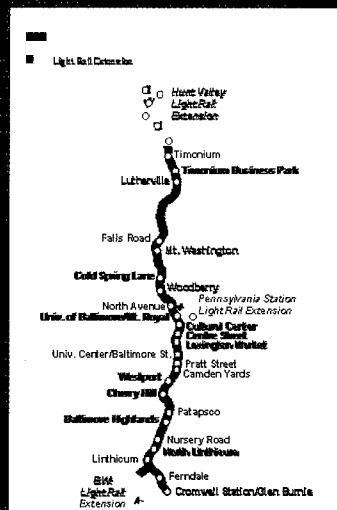 Light Rail Extension
Hunt Valley
Light Rail
Extension
Timonium
Timonium Business Park
Lutherville
Falls Road
Mt. Washington
Cold Spring Lane
Woodberry
North Avenue
Pennsylvania Station
Light Rail Extension
Univ. of Baltimore/Mt. Royal
Cultural Center
Centre Street
Lexington Market
Univ. Center/Baltimore St.
Pratt Street
Camden Yards
Westport
Cherry Hill
Patapsco
Baltimore Highlands
Nursery Road
North Linthicum
Linthicum
Ferndale
BWI
Light Rail
Extension
Cromwell Station/Glen Burnie